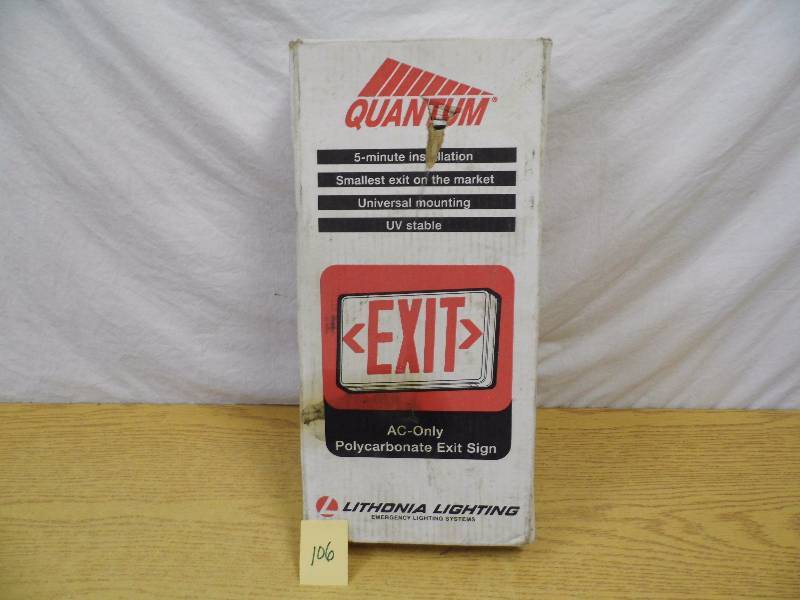 QUANTUM®
5-minute installation
Smallest exit on the market
Universal mounting
UV stable
<EXIT>
AC-Only
Polycarbonate Exit Sign
LITHONIA LIGHTING
EMERGENCY LIGHTING SYSTEMS
106